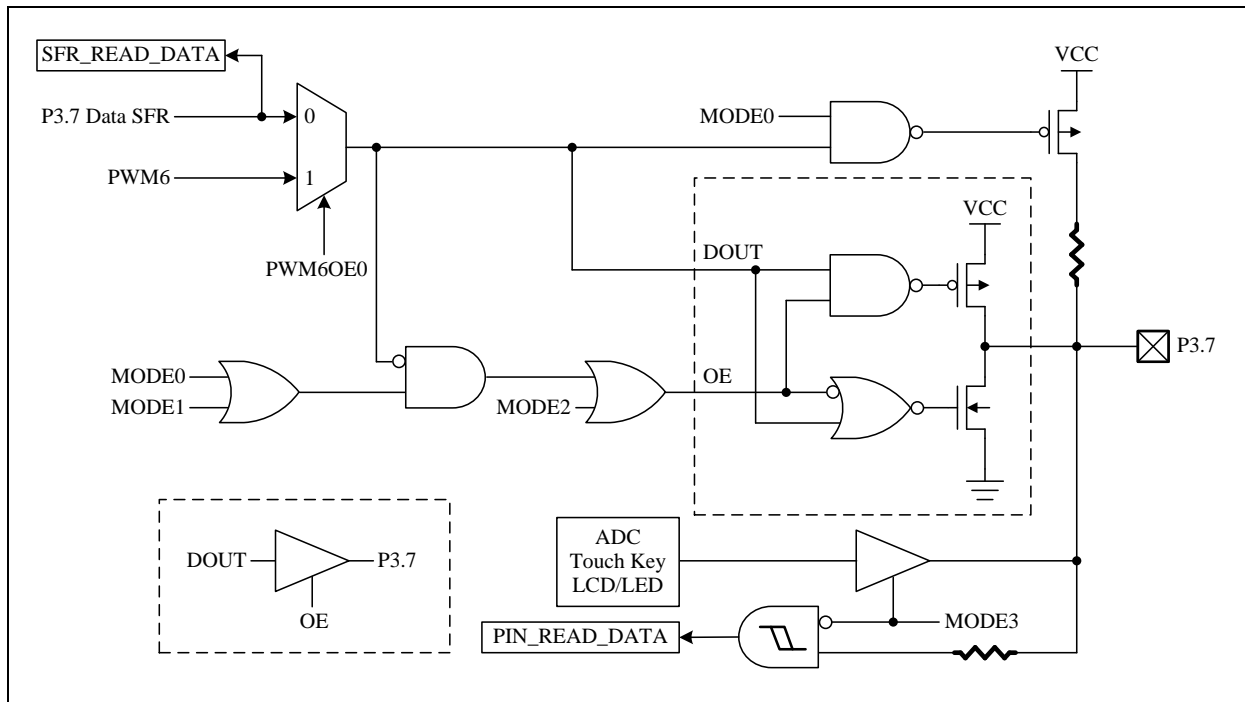 SFR_READ_DATA
VCC
P3.7 Data SFR
0
MODE0
PWM6
1
VCC
PWM6OE0
DOUT
P3.7
MODE0
MODE1
MODE2
OE
ADC
Touch Key
LCD/LED
DOUT
P3.7
OE
MODE3
PIN_READ_DATA